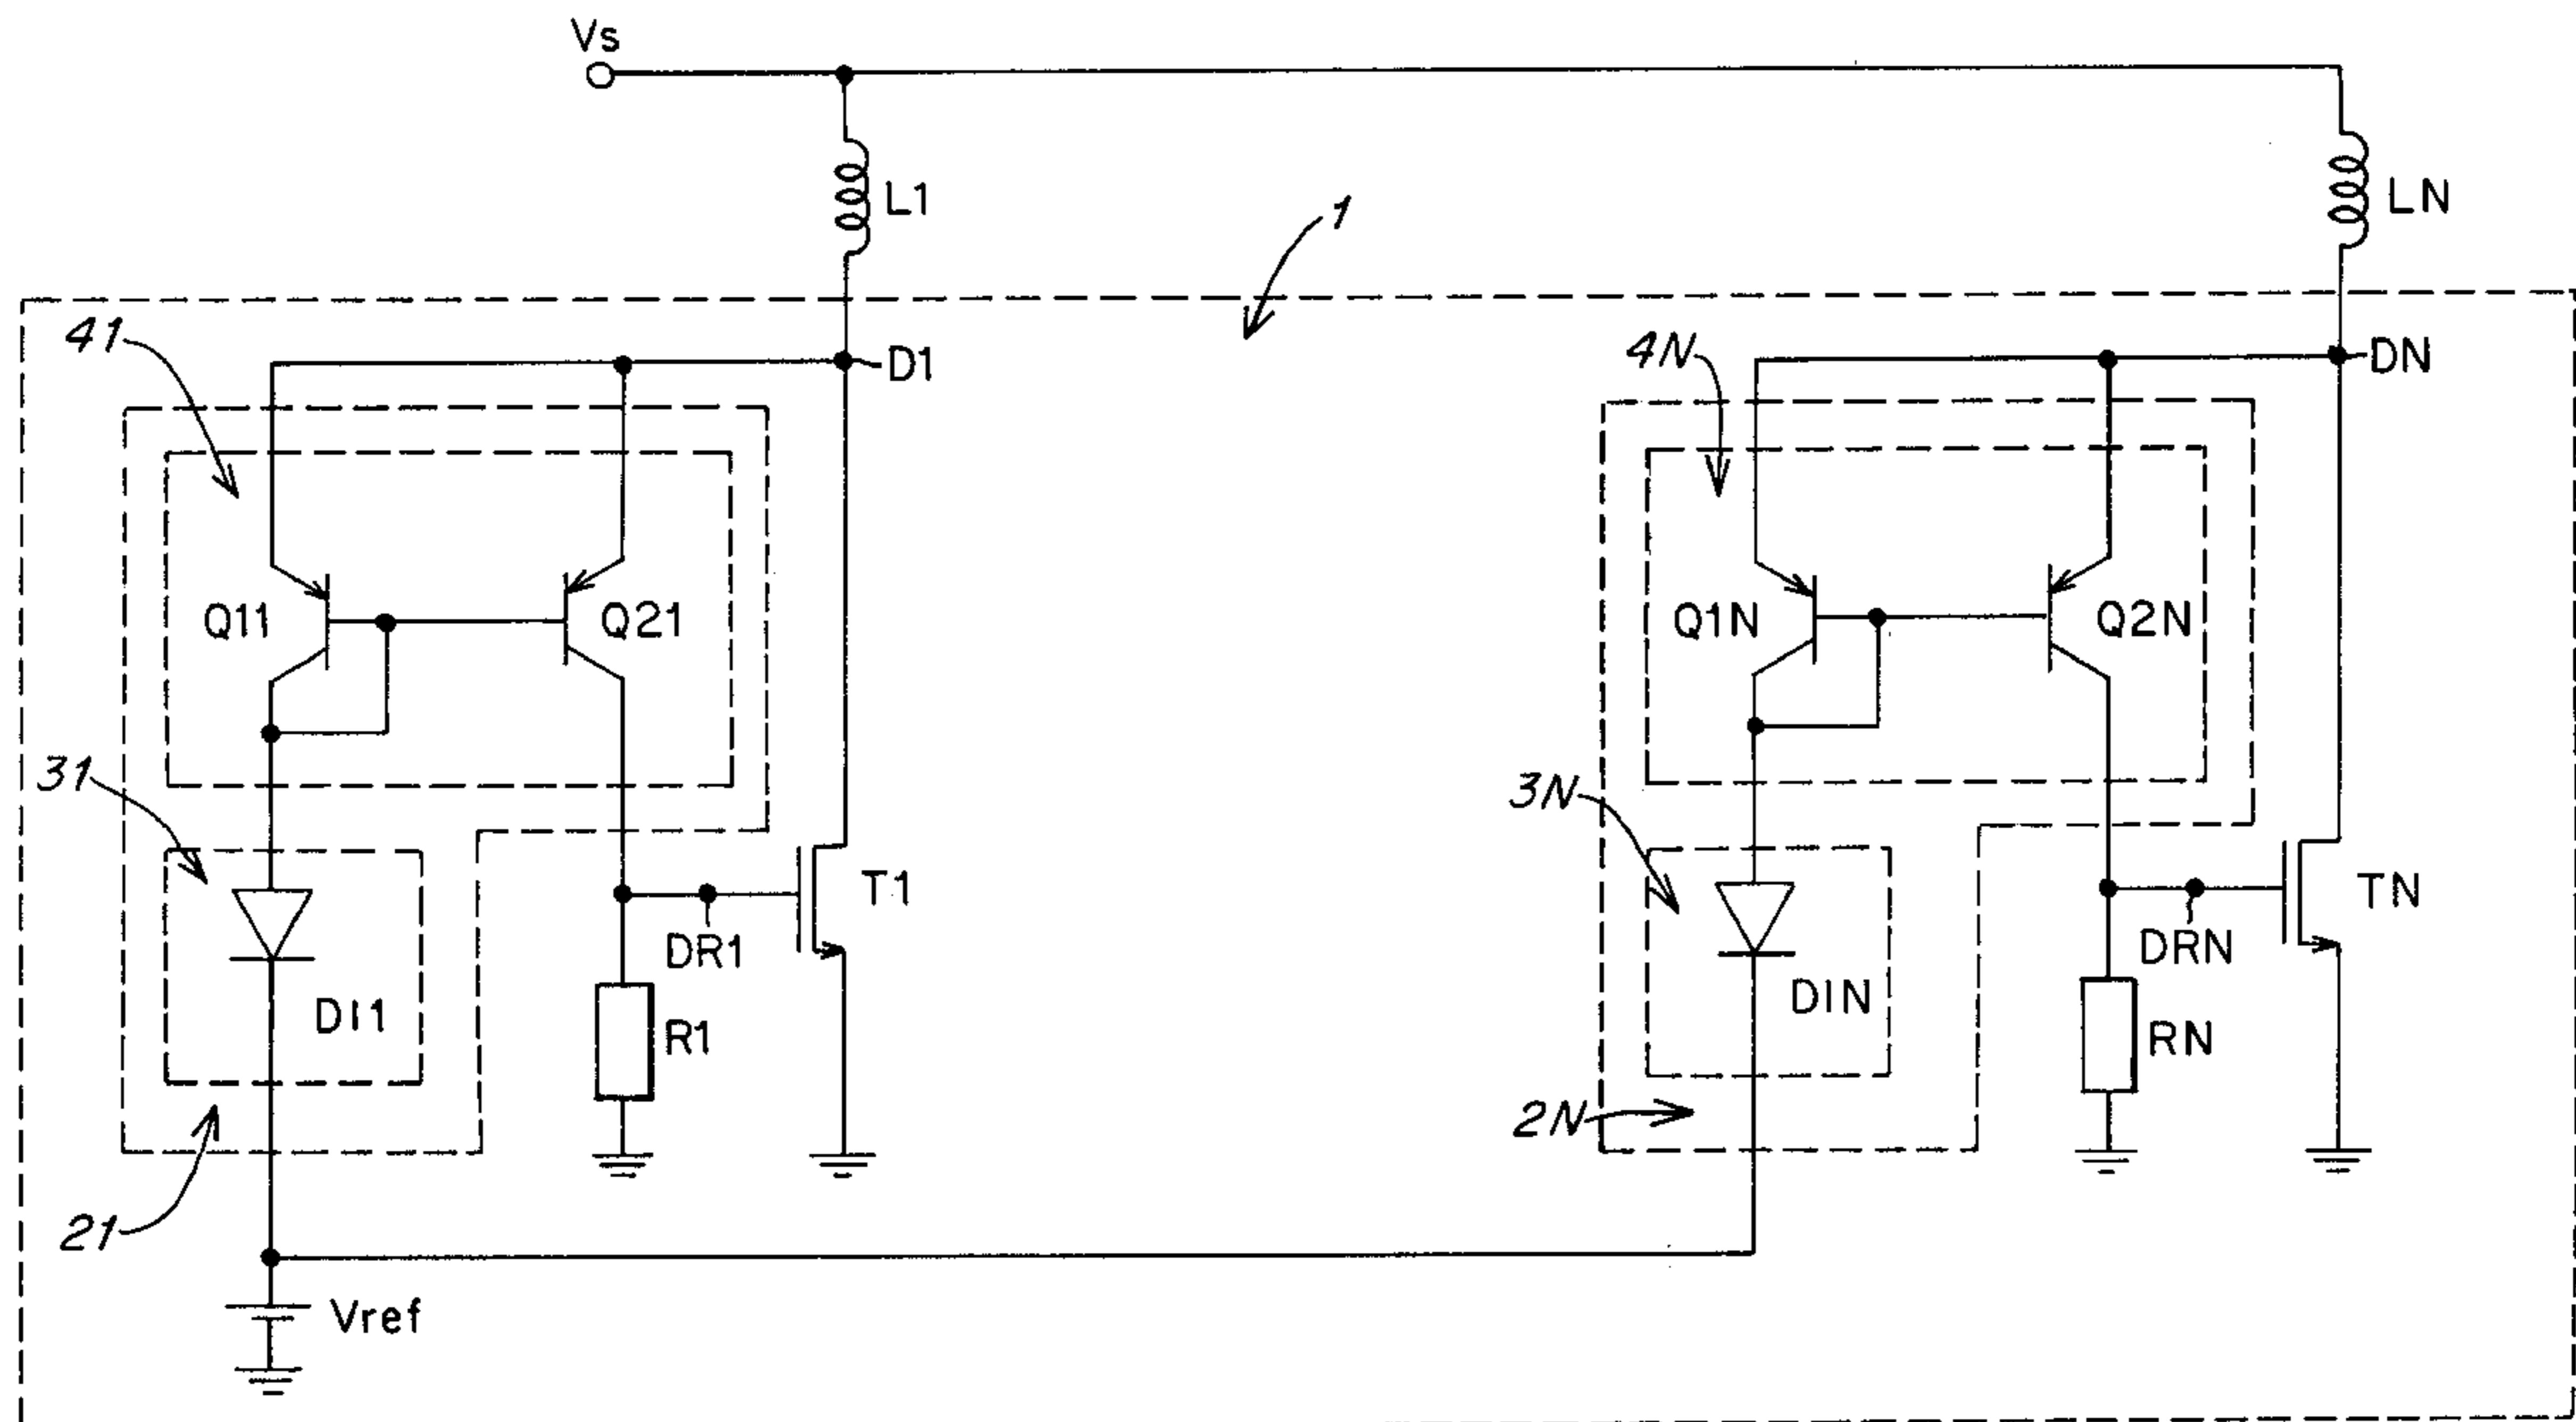 Vs
L1
LN
1
41
D1
4N
DN
Q11
Q21
Q1N
Q2N
31
3N
T1
TN
DR1
DRN
DI1
R1
DIN
RN
2N
21
Vref